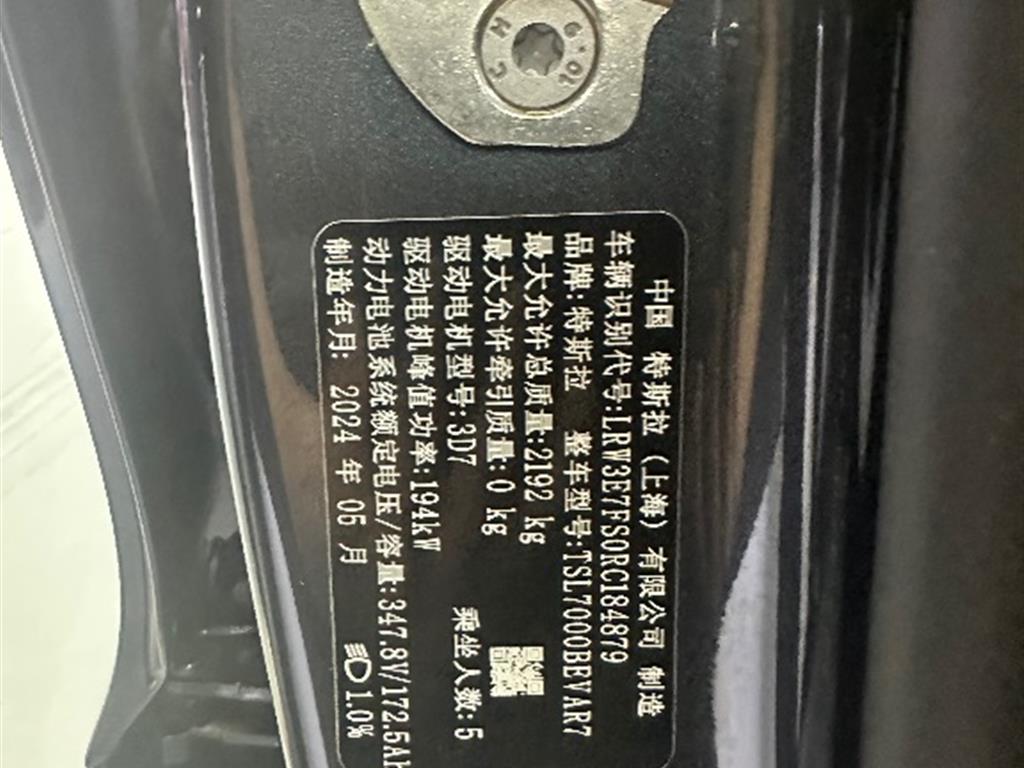 中国 特斯拉（上海）有限公司 制造
车辆识别代号:LRW3E7FS0RC184879
品牌:特斯拉 整车型号:TSL7000BEVAR7
最大允许总质量:2192 kg
最大允许牵引质量:0 kg
驱动电机型号:3D7 乘坐人数:5
驱动电机峰值功率:194kW
动力电池系统额定电压/容量:347.8V/172.5Ah
制造年月: 2024 年 05 月 1.0%
10.9